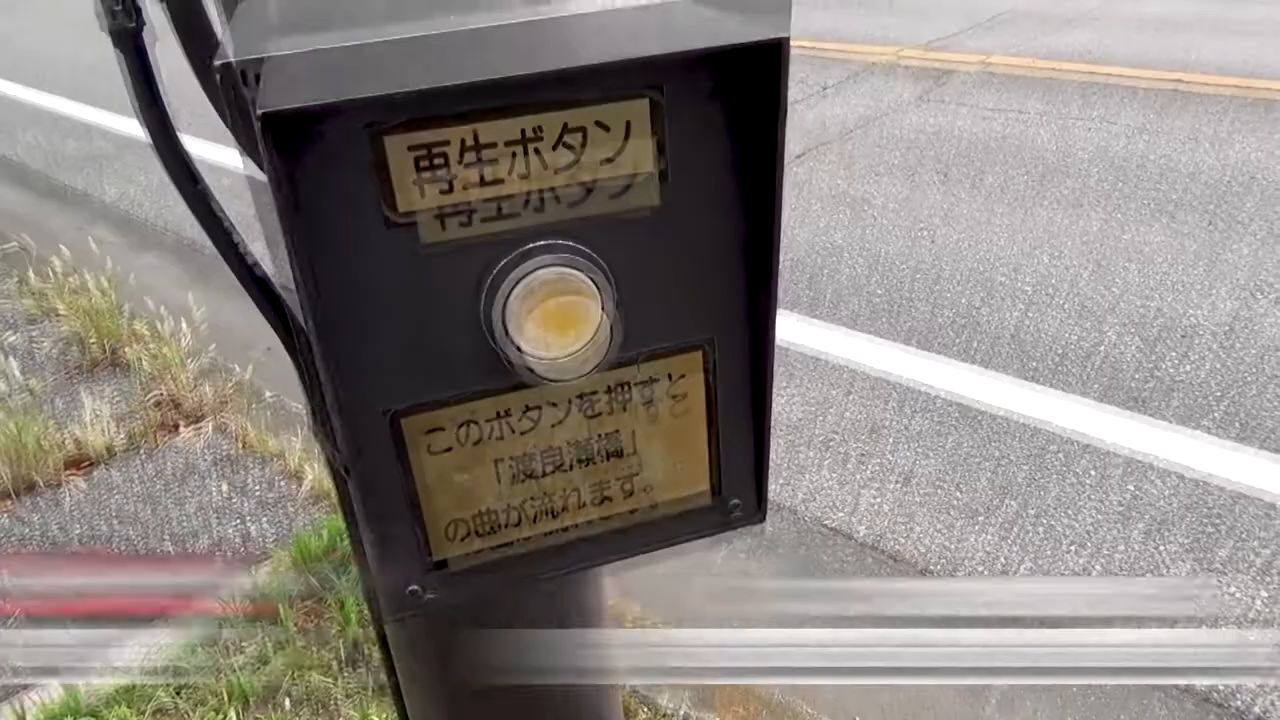 再生ボタン
このボタンを押すと
「渡良瀬橋」
の曲が流れます。